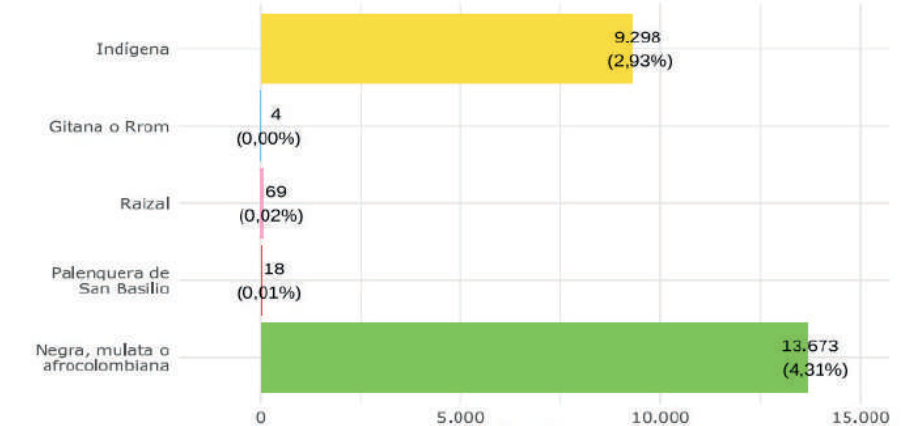 Indígena
9.298
(2,93%)
Gitana o Rrom
4
(0,00%)
Raizal
69
(0,02%)
Palenquera de
San Basilio
18
(0,01%)
Negra, mulata o
afrocolombiana
13.673
(4,31%)
0 5.000 10.000 15.000